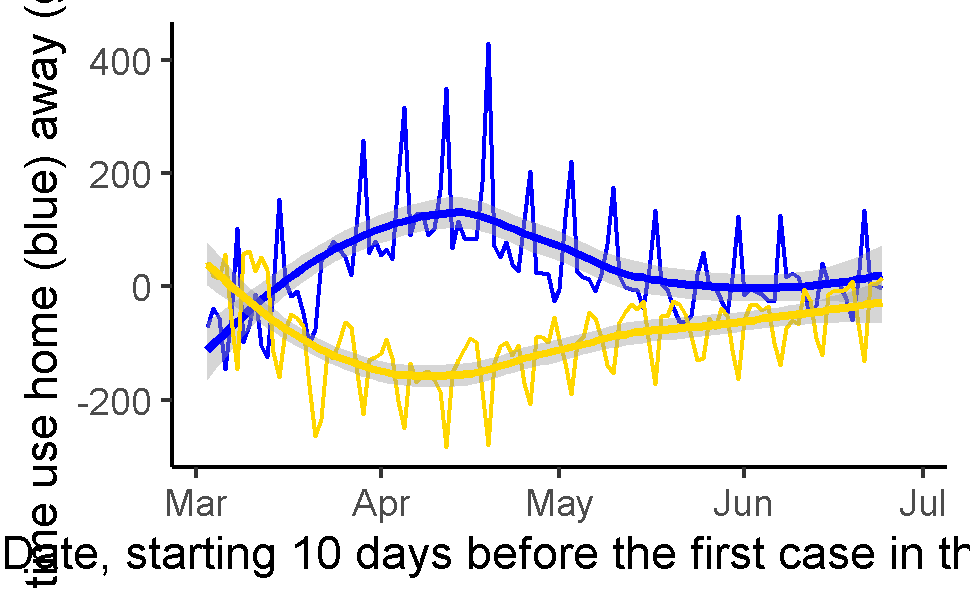 time use home (blue) away (
400
200
0
-200
Mar Apr May Jun Jul
Date, starting 10 days before the first case in th